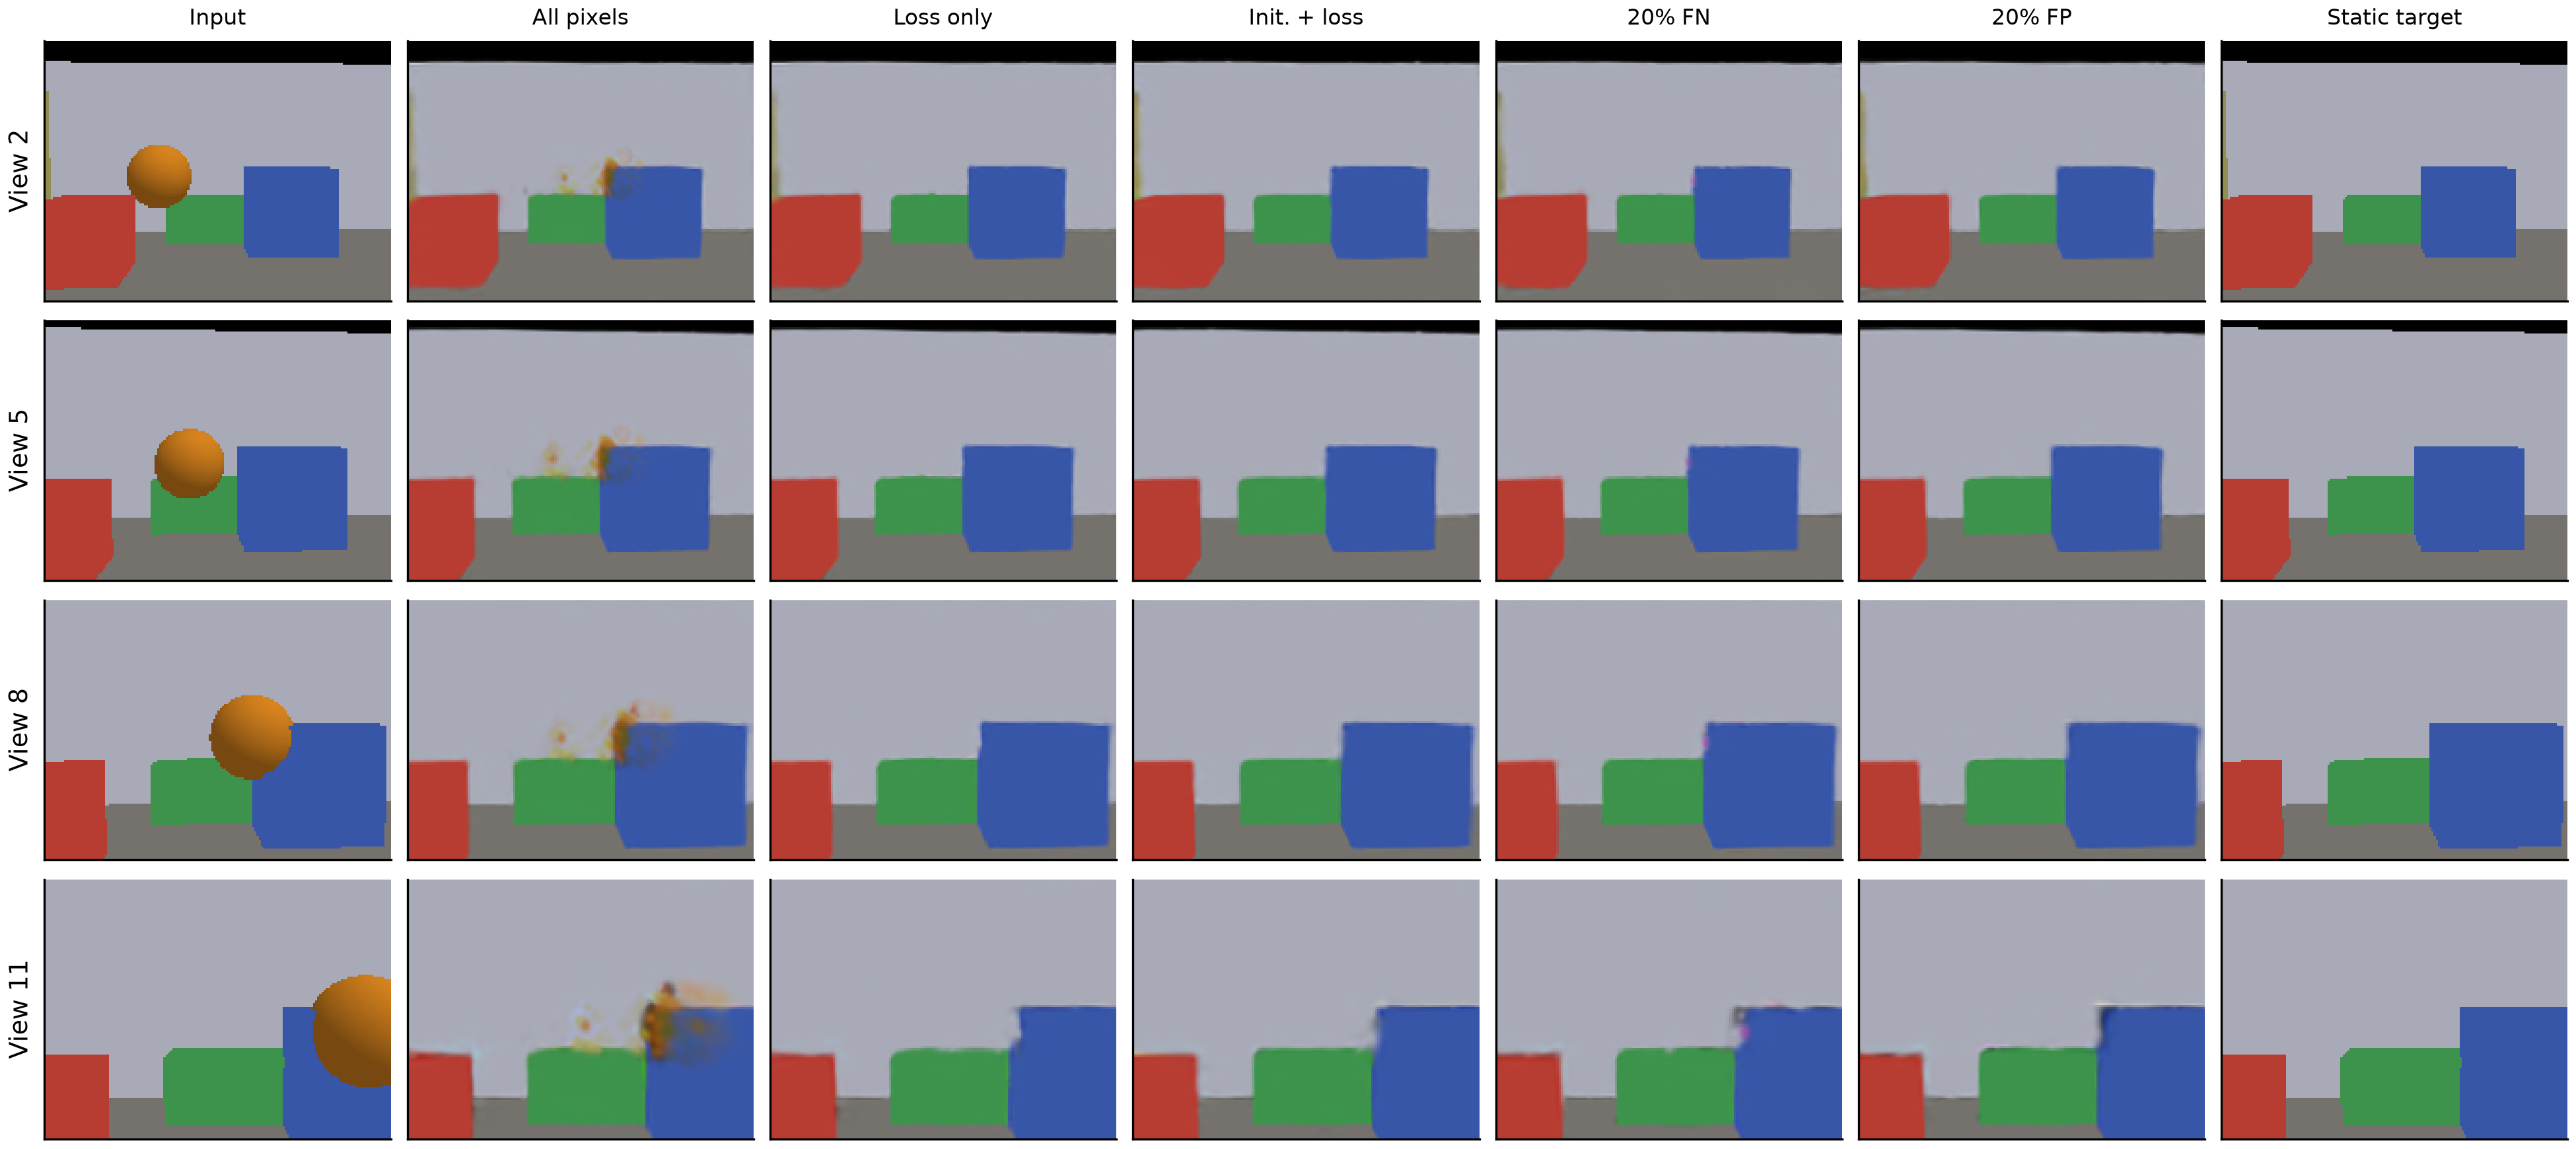 Input All pixels Loss only Init. + loss 20% FN 20% FP Static target
View 2
View 5
View 8
View 11